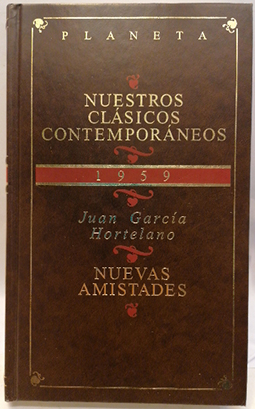 PLANETA
NUESTROS
CLÁSICOS
CONTEMPORÁNEOS
1959
Juan García
Hortelano
NUEVAS
AMISTADES